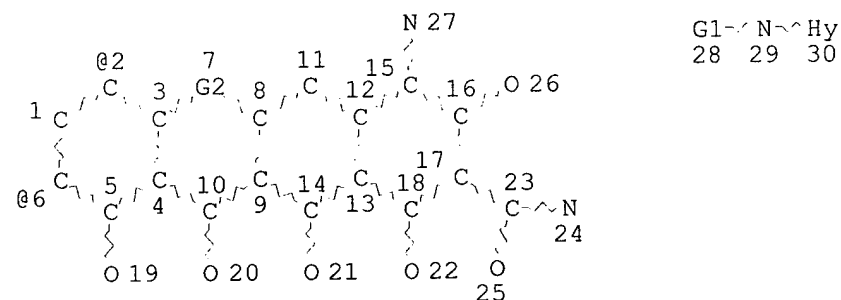 N 27 G1 N Hy
28 29 30
@2 7 11 15
C G2 C C 16 O 26
1 3 8 12
C C C C C
17
C C C C C 23
@6 5 4 10 9 14 13 18 C N
C C C C 24
O 19 O 20 O 21 O 22 O
25